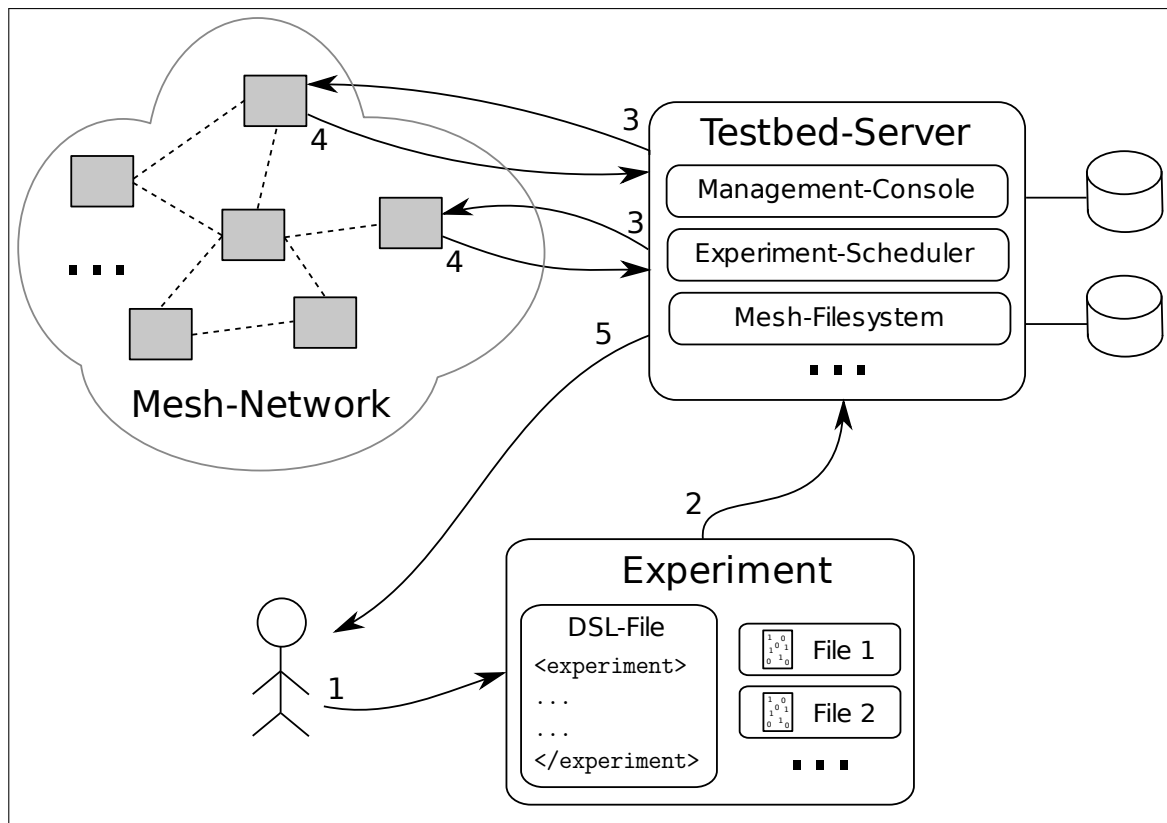 3
Testbed-Server
4
Management-Console
3
Experiment-Scheduler
4
Mesh-Filesystem
...
...
5
Mesh-Network
2
Experiment
DSL-File
<experiment>
...
...
</experiment>
File 1
File 2
...
1